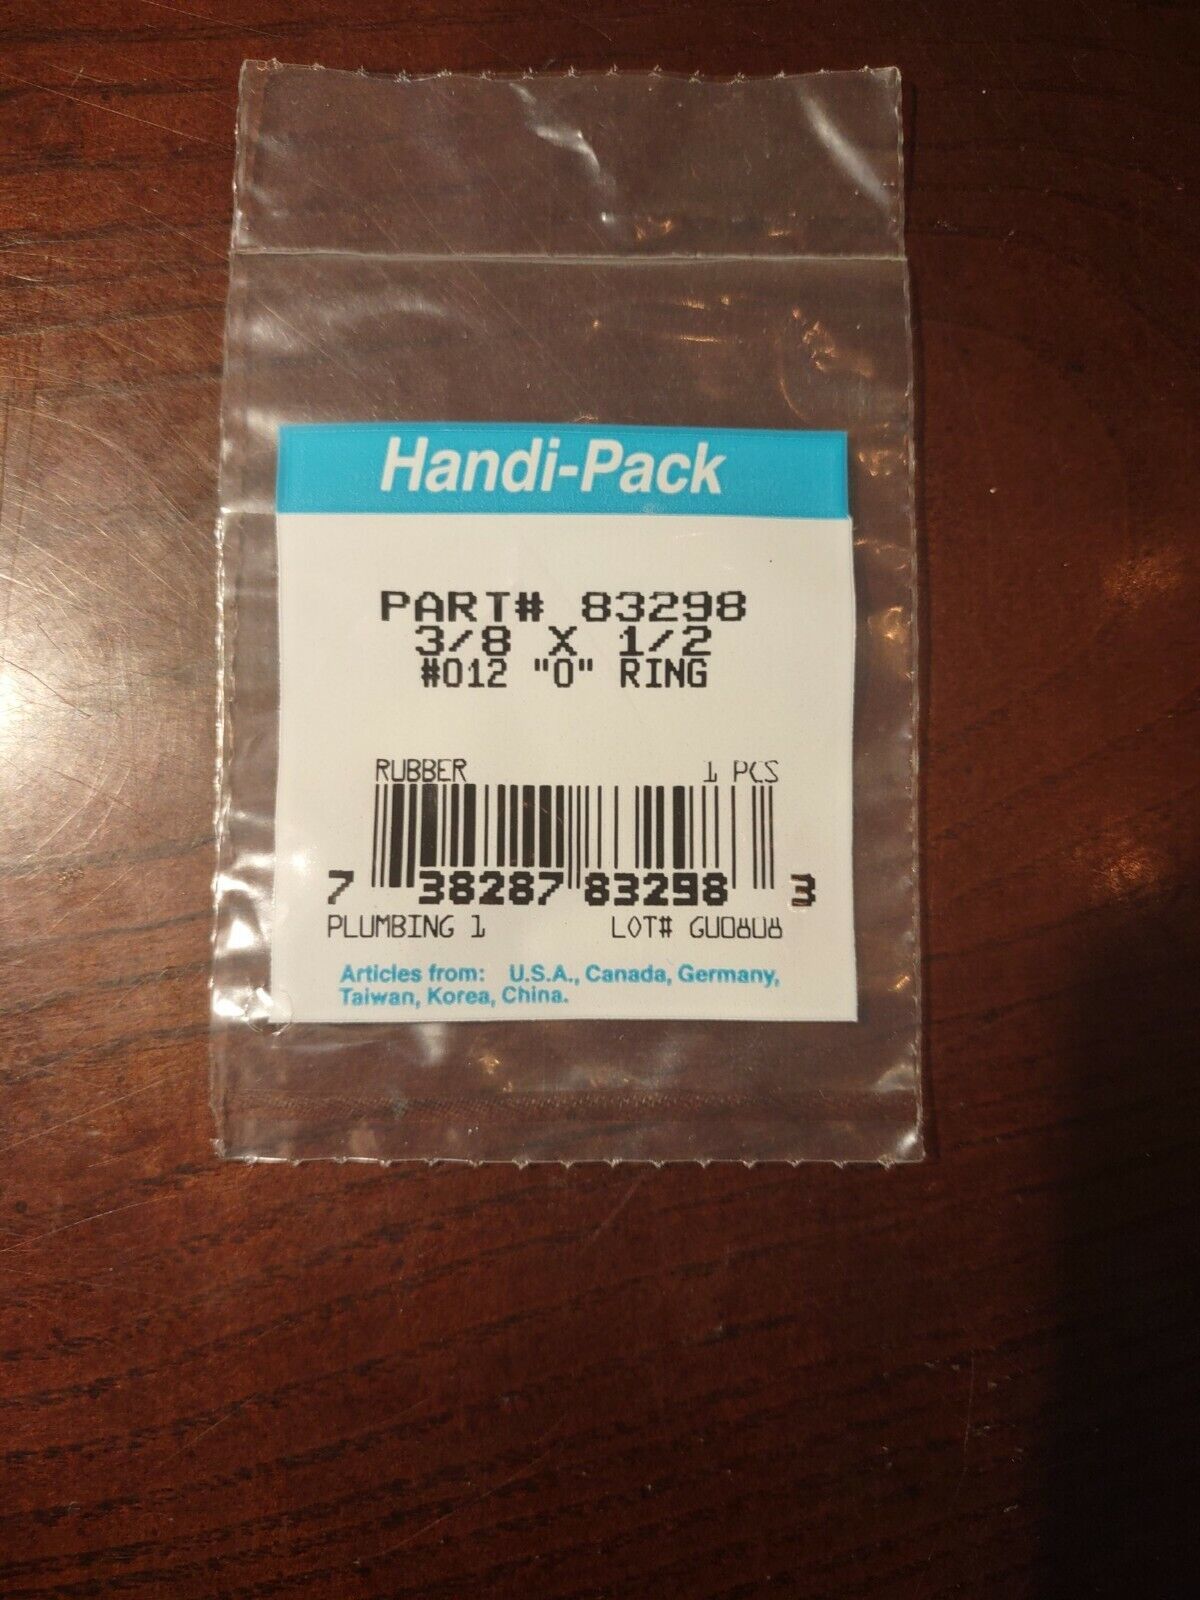 Handi-Pack
PART# 83298
3/8 X 1/2
#012 "O" RING
RUBBER 1 PCS
7 38287 83298 3
PLUMBING 1 LOT# GU0808
Articles from: U.S.A., Canada, Germany,
Taiwan, Korea, China.